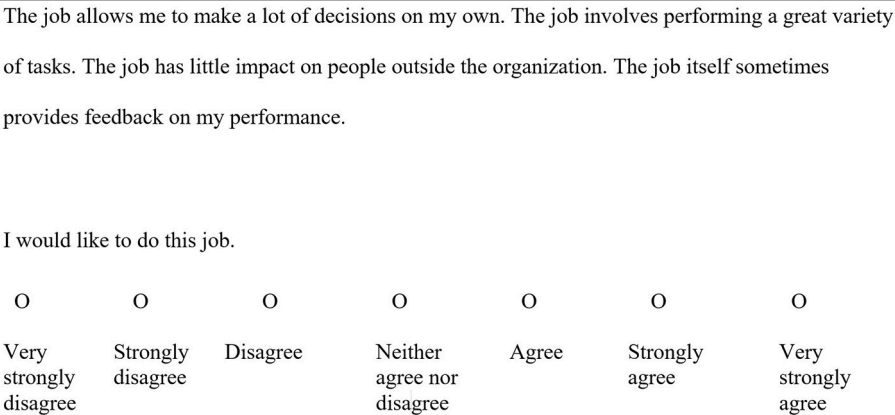 The job allows me to make a lot of decisions on my own. The job involves performing a great variety
of tasks. The job has little impact on people outside the organization. The job itself sometimes
provides feedback on my performance.
I would like to do this job.
O O O O O O O
Very strongly disagree
Strongly disagree
Disagree
Neither agree nor disagree
Agree
Strongly agree
Very strongly agree